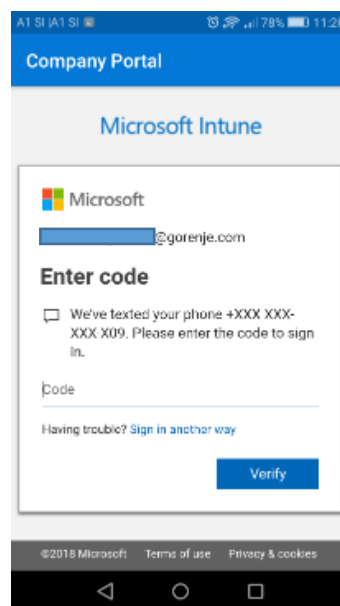 A1 SI |A1 SI 78% 11:28
Company Portal
Microsoft Intune
Microsoft
@gorenje.com
Enter code
We've texted your phone +XXX XXX-
XXX X09. Please enter the code to sign
in.
Code
Having trouble? Sign in another way
Verify
©2018 Microsoft Terms of use Privacy & cookies